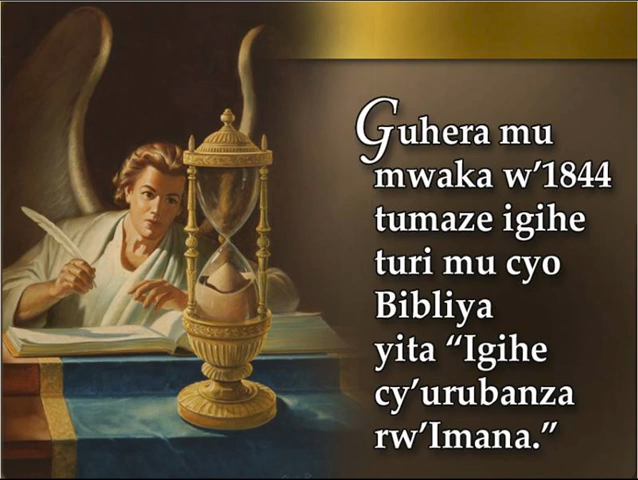 Guhera mu
mwaka w’1844
tumaze igihe
turi mu cyo
Bibliya
yita “Igihe
cy’urubanza
rw’Imana.”